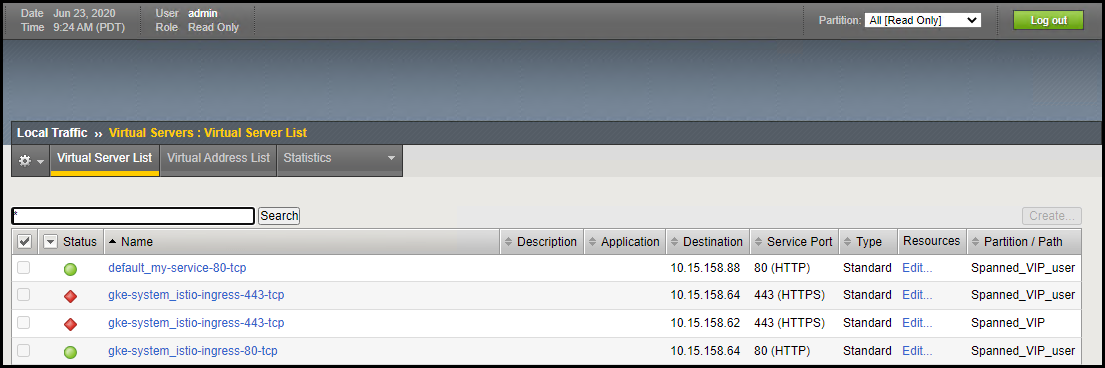 Date Jun 23, 2020 User admin Partition: All [Read Only] Log out
Time 9:24 AM (PDT) Role Read Only
Local Traffic ›› Virtual Servers : Virtual Server List
Virtual Server List Virtual Address List Statistics
* Search Create...
Status Name Description Application Destination Service Port Type Resources Partition / Path
default_my-service-80-tcp 10.15.158.88 80 (HTTP) Standard Edit... Spanned_VIP_user
gke-system_istio-ingress-443-tcp 10.15.158.64 443 (HTTPS) Standard Edit... Spanned_VIP_user
gke-system_istio-ingress-443-tcp 10.15.158.62 443 (HTTPS) Standard Edit... Spanned_VIP
gke-system_istio-ingress-80-tcp 10.15.158.64 80 (HTTP) Standard Edit... Spanned_VIP_user